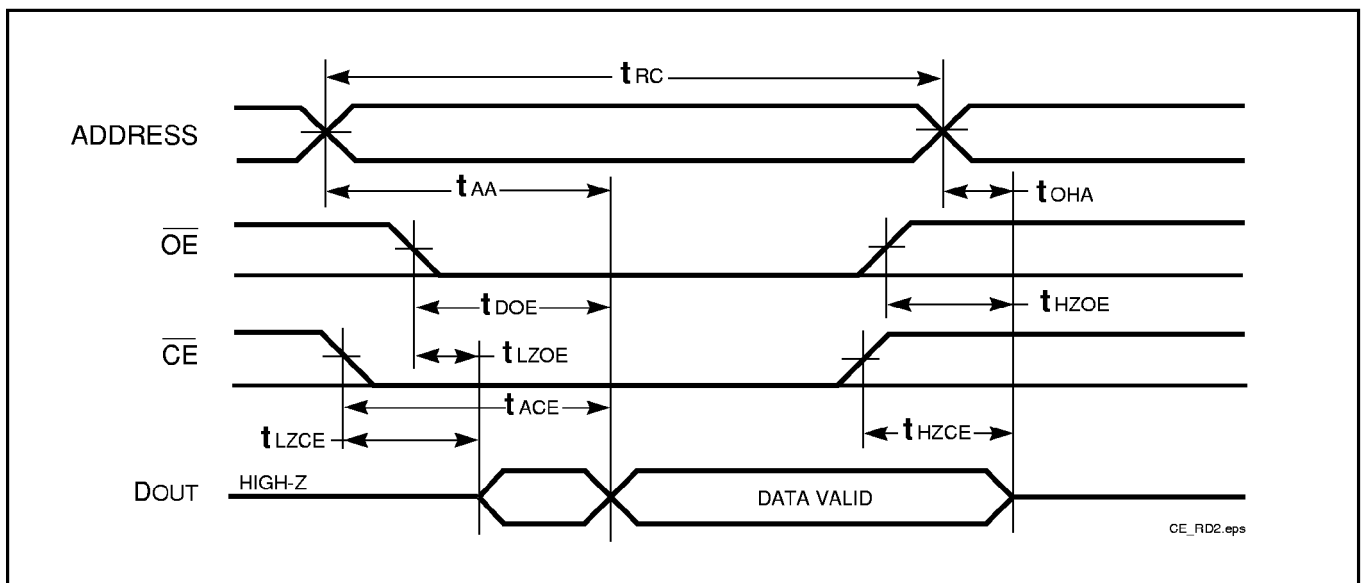 tRC
ADDRESS
tAA
tOHA
OE
tDOE
tHZOE
CE
tLZOE
tACE
tLZCE
tHZCE
DOUT
HIGH-Z
DATA VALID
CE_RD2.eps